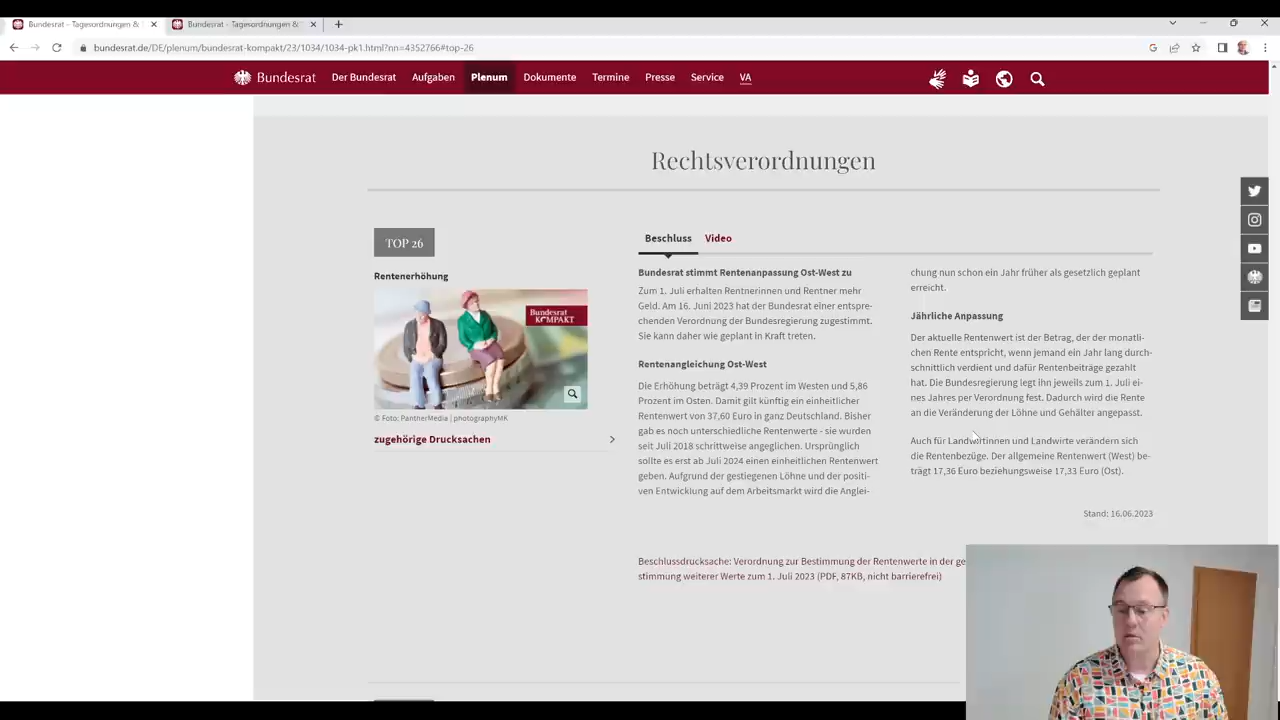 Bundesrat - Tagesordnungen &
Bundesrat - Tagesordnungen &
bundesrat.de/DE/plenum/bundesrat-kompakt/23/1034/1034-pk1.html?nn=4352766#top-26
Bundesrat
Der Bundesrat
Aufgaben
Plenum
Dokumente
Termine
Presse
Service
VA
Rechtsverordnungen
TOP 26
Rentenerhöhung
Bundesrat
KOMPAKT
© Foto: PantherMedia | photographyMK
zugehörige Drucksachen
Beschluss
Video
Bundesrat stimmt Rentenanpassung Ost-West zu
Zum 1. Juli erhalten Rentnerinnen und Rentner mehr
Geld. Am 16. Juni 2023 hat der Bundesrat einer entspre-
chenden Verordnung der Bundesregierung zugestimmt.
Sie kann daher wie geplant in Kraft treten.
Rentenangleichung Ost-West
Die Erhöhung beträgt 4,39 Prozent im Westen und 5,86
Prozent im Osten. Damit gilt künftig ein einheitlicher
Rentenwert von 37,60 Euro in ganz Deutschland. Bisher
gab es noch unterschiedliche Rentenwerte - sie wurden
seit Juli 2018 schrittweise angeglichen. Ursprünglich
sollte es erst ab Juli 2024 einen einheitlichen Rentenwert
geben. Aufgrund der gestiegenen Löhne und der positi-
ven Entwicklung auf dem Arbeitsmarkt wird die Anglei-
chung nun schon ein Jahr früher als gesetzlich geplant
erreicht.
Jährliche Anpassung
Der aktuelle Rentenwert ist der Betrag, der der monatli-
chen Rente entspricht, wenn jemand ein Jahr lang durch-
schnittlich verdient und dafür Rentenbeiträge gezahlt
hat. Die Bundesregierung legt ihn jeweils zum 1. Juli ei-
nes Jahres per Verordnung fest. Dadurch wird die Rente
an die Veränderung der Löhne und Gehälter angepasst.
Auch für Landwirtinnen und Landwirte verändern sich
die Rentenbezüge. Der allgemeine Rentenwert (West) be-
trägt 17,36 Euro beziehungsweise 17,33 Euro (Ost).
Stand: 16.06.2023
Beschlussdrucksache: Verordnung zur Bestimmung der Rentenwerte in der ge
stimmung weiterer Werte zum 1. Juli 2023 (PDF, 87KB, nicht barrierefrei)